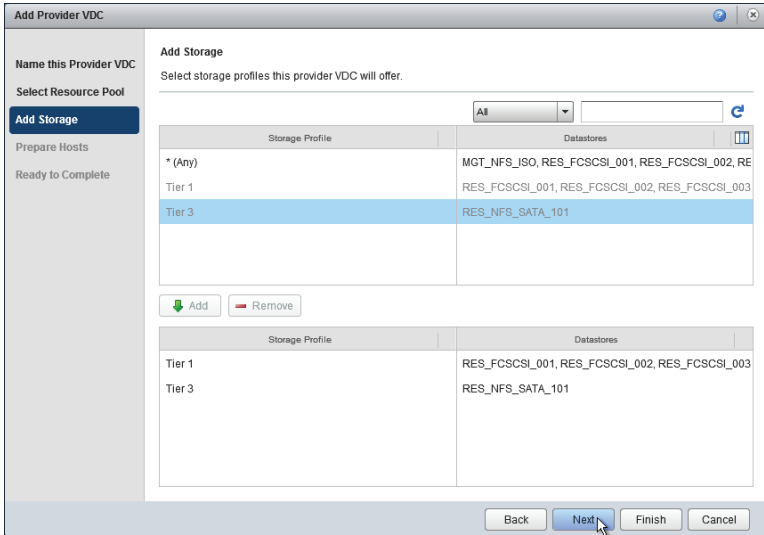 Add Provider VDC
Name this Provider VDC
Select Resource Pool
Add Storage
Prepare Hosts
Ready to Complete
Add Storage
Select storage profiles this provider VDC will offer.
All
Storage Profile Datastores
* (Any) MGT_NFS_ISO, RES_FCSCSI_001, RES_FCSCSI_002, RE
Tier 1 RES_FCSCSI_001, RES_FCSCSI_002, RES_FCSCSI_003
Tier 3 RES_NFS_SATA_101
Add Remove
Storage Profile Datastores
Tier 1 RES_FCSCSI_001, RES_FCSCSI_002, RES_FCSCSI_003
Tier 3 RES_NFS_SATA_101
Back Next Finish Cancel